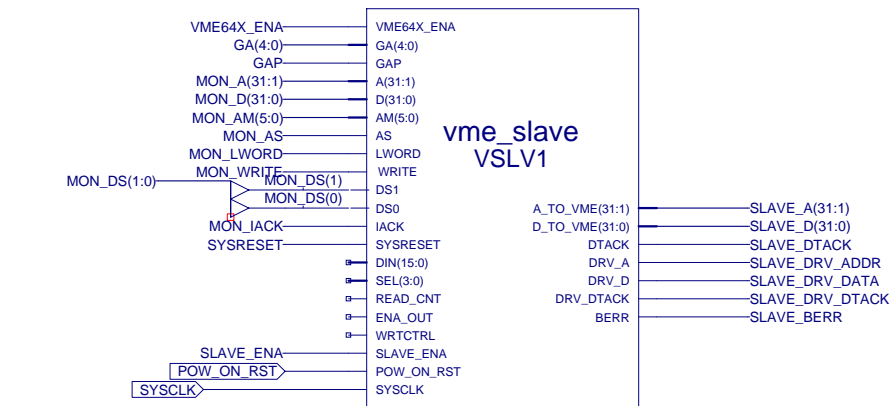 VME64X_ENA VME64X_ENA
GA(4:0) GA(4:0)
GAP GAP
MON_A(31:1) A(31:1)
MON_D(31:0) D(31:0)
MON_AM(5:0) AM(5:0)
MON_AS AS
vme_slave
MON_LWORD LWORD
VSLV1
MON_WRITE WRITE
MON_DS(1:0) MON_DS(1) DS1
MON_DS(0) DS0 A_TO_VME(31:1) SLAVE_A(31:1)
MON_IACK IACK D_TO_VME(31:0) SLAVE_D(31:0)
SYSRESET SYSRESET DTACK SLAVE_DTACK
DIN(15:0) DRV_A SLAVE_DRV_ADDR
SEL(3:0) DRV_D SLAVE_DRV_DATA
READ_CNT DRV_DTACK SLAVE_DRV_DTACK
ENA_OUT BERR SLAVE_BERR
WRTCTRL
SLAVE_ENA SLAVE_ENA
POW_ON_RST POW_ON_RST
SYSCLK SYSCLK